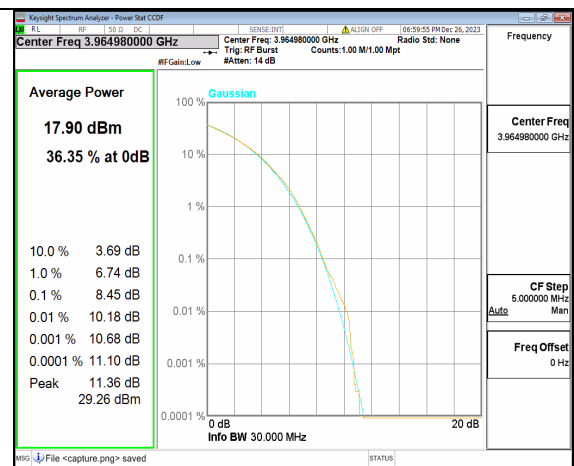 Keysight Spectrum Analyzer - Power Stat CCDF
RL RF 50 Ω DC SENSE:INT ALIGN OFF 06:59:55 PM Dec 26, 2023
Center Freq 3.964980000 GHz
Center Freq: 3.964980000 GHz Radio Std: None
Trig: RF Burst Counts:1.00 M/1.00 Mpt
#IFGain:Low #Atten: 14 dB
Frequency
Average Power
17.90 dBm
36.35 % at 0dB
10.0 % 3.69 dB
1.0 % 6.74 dB
0.1 % 8.45 dB
0.01 % 10.18 dB
0.001 % 10.68 dB
0.0001 % 11.10 dB
Peak 11.36 dB
29.26 dBm
Gaussian
100 %
10 %
1 %
0.1 %
0.01 %
0.001 %
0.0001 %
0 dB 20 dB
Info BW 30.000 MHz
Center Freq
3.964980000 GHz
CF Step
5.000000 MHz
Auto Man
Freq Offset
0 Hz
MSG File <capture.png> saved STATUS